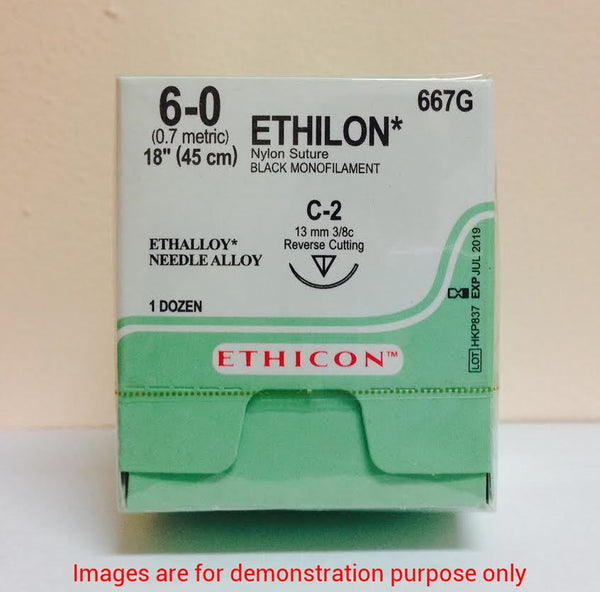 6-0
(0.7 metric)
18" (45 cm)
ETHILON*
Nylon Suture
BLACK MONOFILAMENT
667G
C-2
13 mm 3/8c
Reverse Cutting
ETHALLOY*
NEEDLE ALLOY
1 DOZEN
LOT HKP837 EXP JUL 2019
ETHICON™
Images are for demonstration purpose only